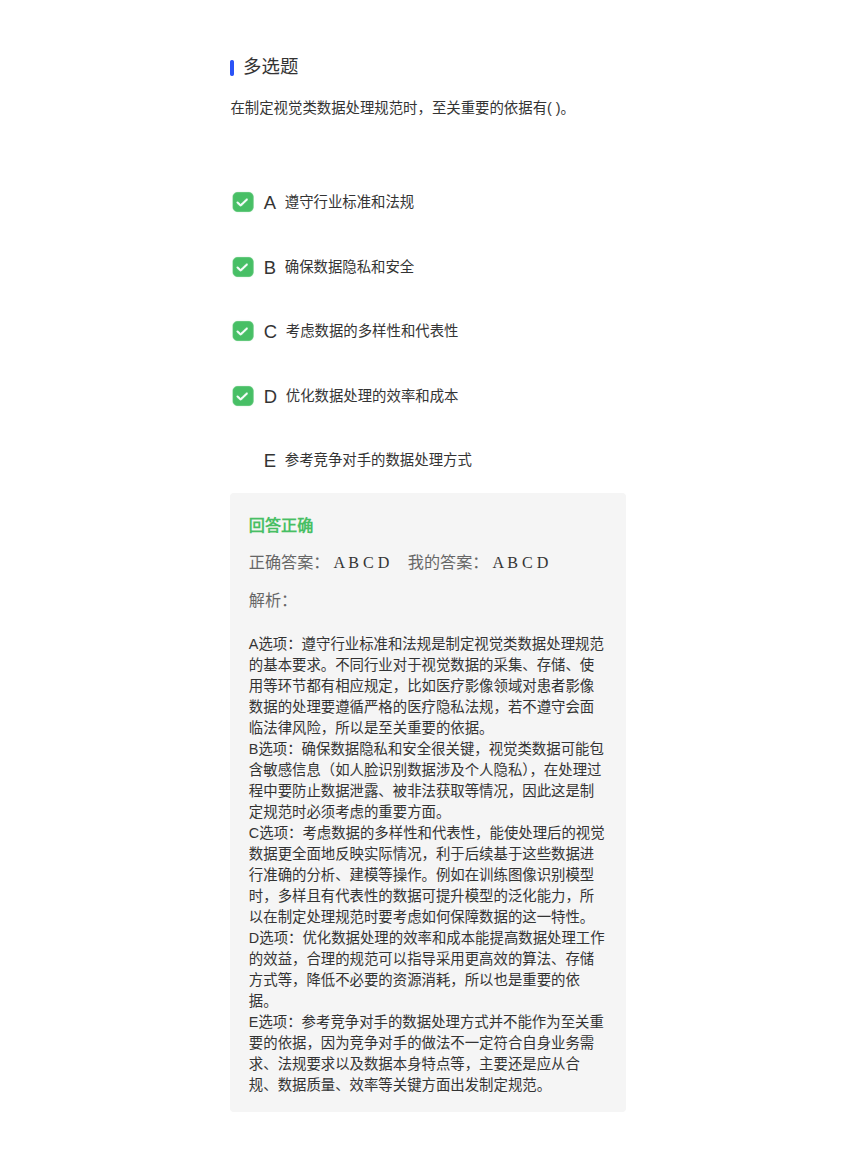 多选题
在制定视觉类数据处理规范时，至关重要的依据有( )。
A 遵守行业标准和法规
B 确保数据隐私和安全
C 考虑数据的多样性和代表性
D 优化数据处理的效率和成本
E 参考竞争对手的数据处理方式
回答正确
正确答案： A B C D 我的答案： A B C D
解析：
A选项：遵守行业标准和法规是制定视觉类数据处理规范
的基本要求。不同行业对于视觉数据的采集、存储、使
用等环节都有相应规定，比如医疗影像领域对患者影像
数据的处理要遵循严格的医疗隐私法规，若不遵守会面
临法律风险，所以是至关重要的依据。
B选项：确保数据隐私和安全很关键，视觉类数据可能包
含敏感信息（如人脸识别数据涉及个人隐私），在处理过
程中要防止数据泄露、被非法获取等情况，因此这是制
定规范时必须考虑的重要方面。
C选项：考虑数据的多样性和代表性，能使处理后的视觉
数据更全面地反映实际情况，利于后续基于这些数据进
行准确的分析、建模等操作。例如在训练图像识别模型
时，多样且有代表性的数据可提升模型的泛化能力，所
以在制定处理规范时要考虑如何保障数据的这一特性。
D选项：优化数据处理的效率和成本能提高数据处理工作
的效益，合理的规范可以指导采用更高效的算法、存储
方式等，降低不必要的资源消耗，所以也是重要的依
据。
E选项：参考竞争对手的数据处理方式并不能作为至关重
要的依据，因为竞争对手的做法不一定符合自身业务需
求、法规要求以及数据本身特点等，主要还是应从合
规、数据质量、效率等关键方面出发制定规范。